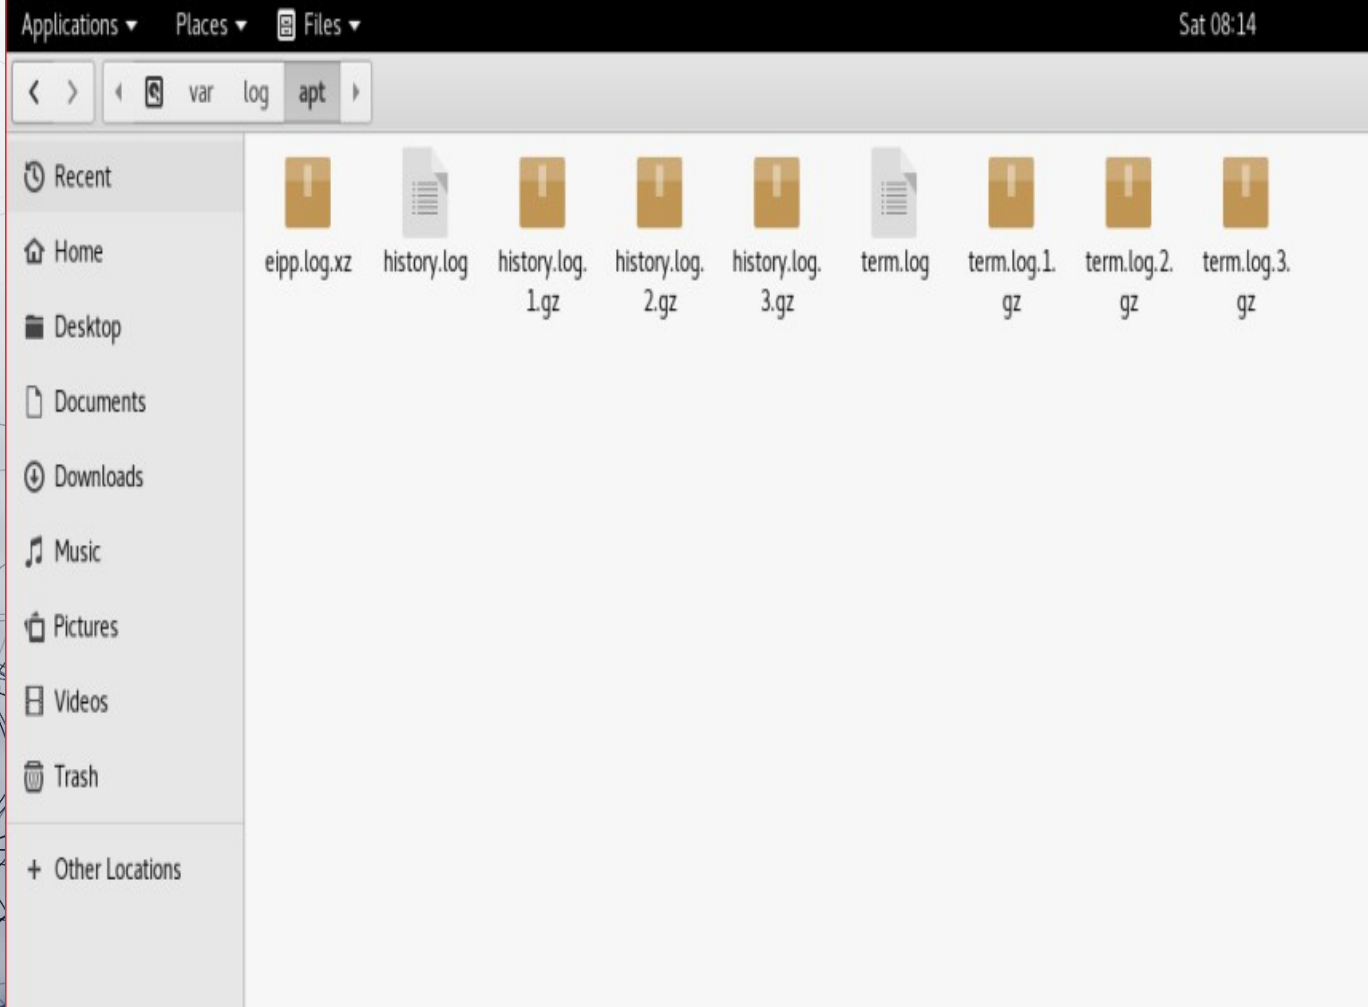 Applications Places Files Sat 08:14
var log apt
Recent
Home
Desktop
Documents
Downloads
Music
Pictures
Videos
Trash
+ Other Locations
eipp.log.xz history.log history.log. history.log. history.log. term.log term.log.1. term.log.2. term.log.3.
1.gz 2.gz 3.gz gz gz gz